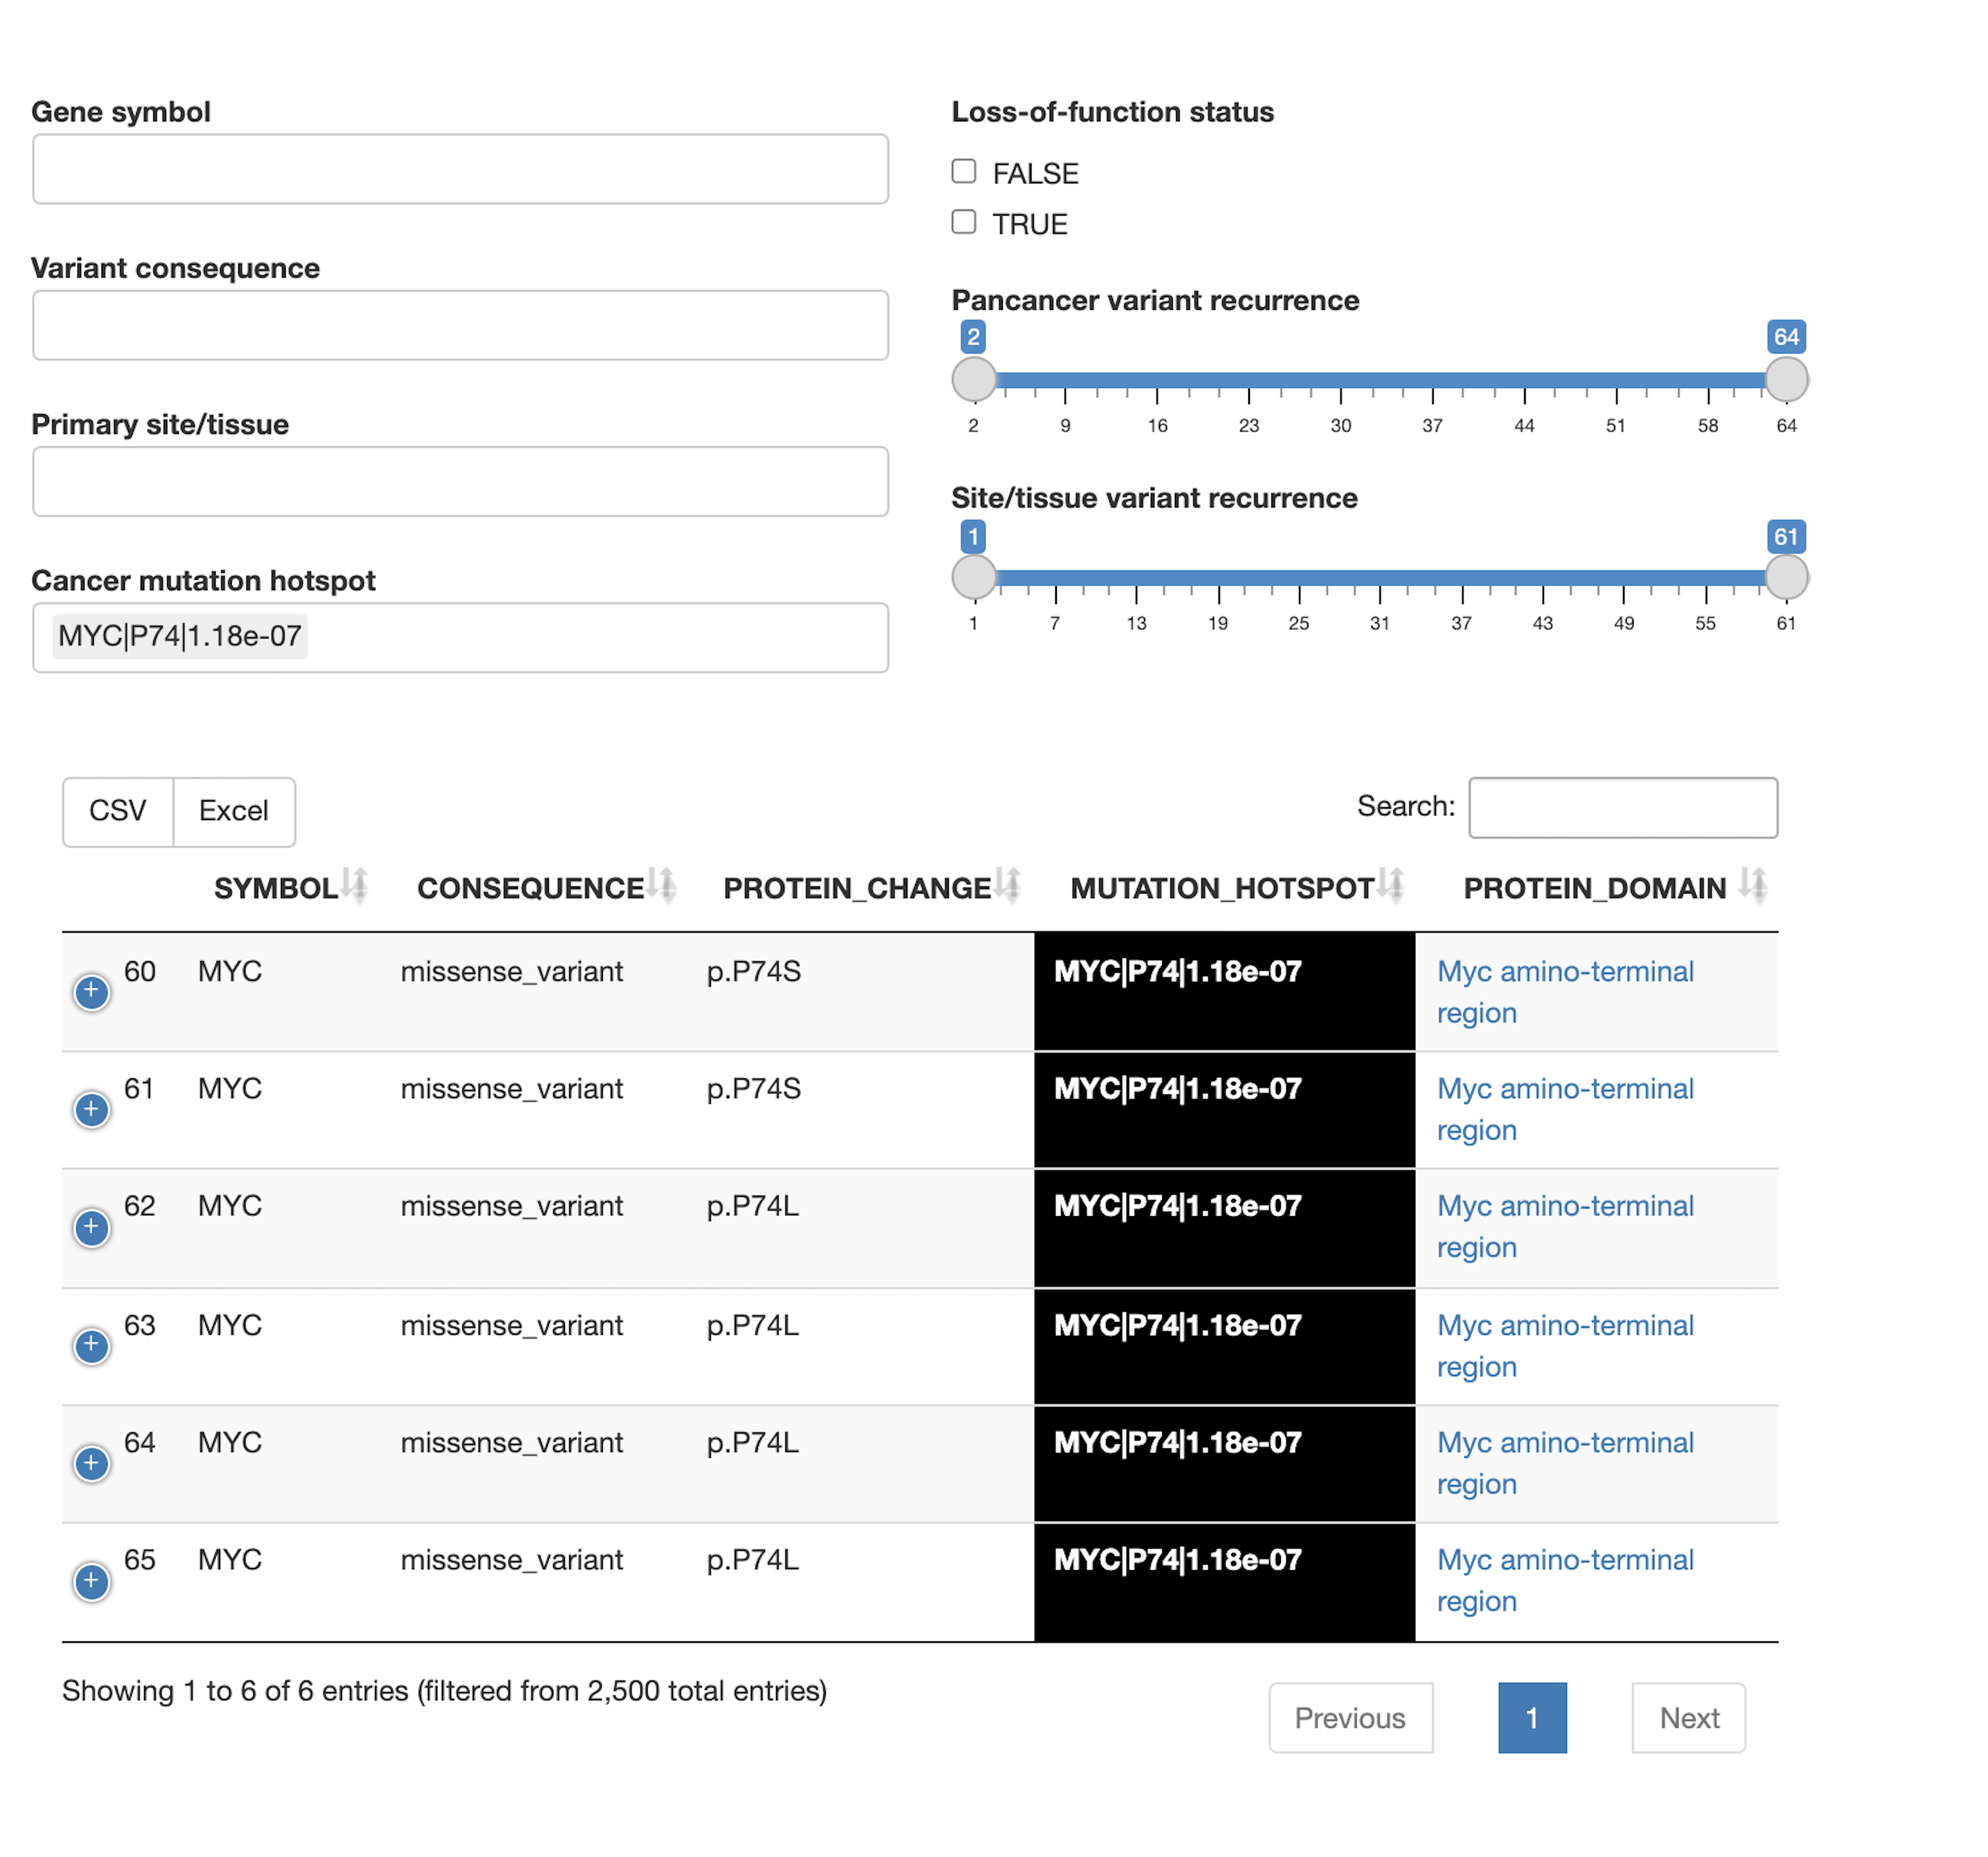 Gene symbol
Variant consequence
Primary site/tissue
Cancer mutation hotspot
MYC|P74|1.18e-07
Loss-of-function status
FALSE
TRUE
Pancancer variant recurrence
2 64
2 9 16 23 30 37 44 51 58 64
Site/tissue variant recurrence
1 61
1 7 13 19 25 31 37 43 49 55 61
CSV Excel
Search:
SYMBOL CONSEQUENCE PROTEIN_CHANGE MUTATION_HOTSPOT PROTEIN_DOMAIN
60 MYC missense_variant p.P74S MYC|P74|1.18e-07 Myc amino-terminal
region
61 MYC missense_variant p.P74S MYC|P74|1.18e-07 Myc amino-terminal
region
62 MYC missense_variant p.P74L MYC|P74|1.18e-07 Myc amino-terminal
region
63 MYC missense_variant p.P74L MYC|P74|1.18e-07 Myc amino-terminal
region
64 MYC missense_variant p.P74L MYC|P74|1.18e-07 Myc amino-terminal
region
65 MYC missense_variant p.P74L MYC|P74|1.18e-07 Myc amino-terminal
region
Showing 1 to 6 of 6 entries (filtered from 2,500 total entries)
Previous 1 Next